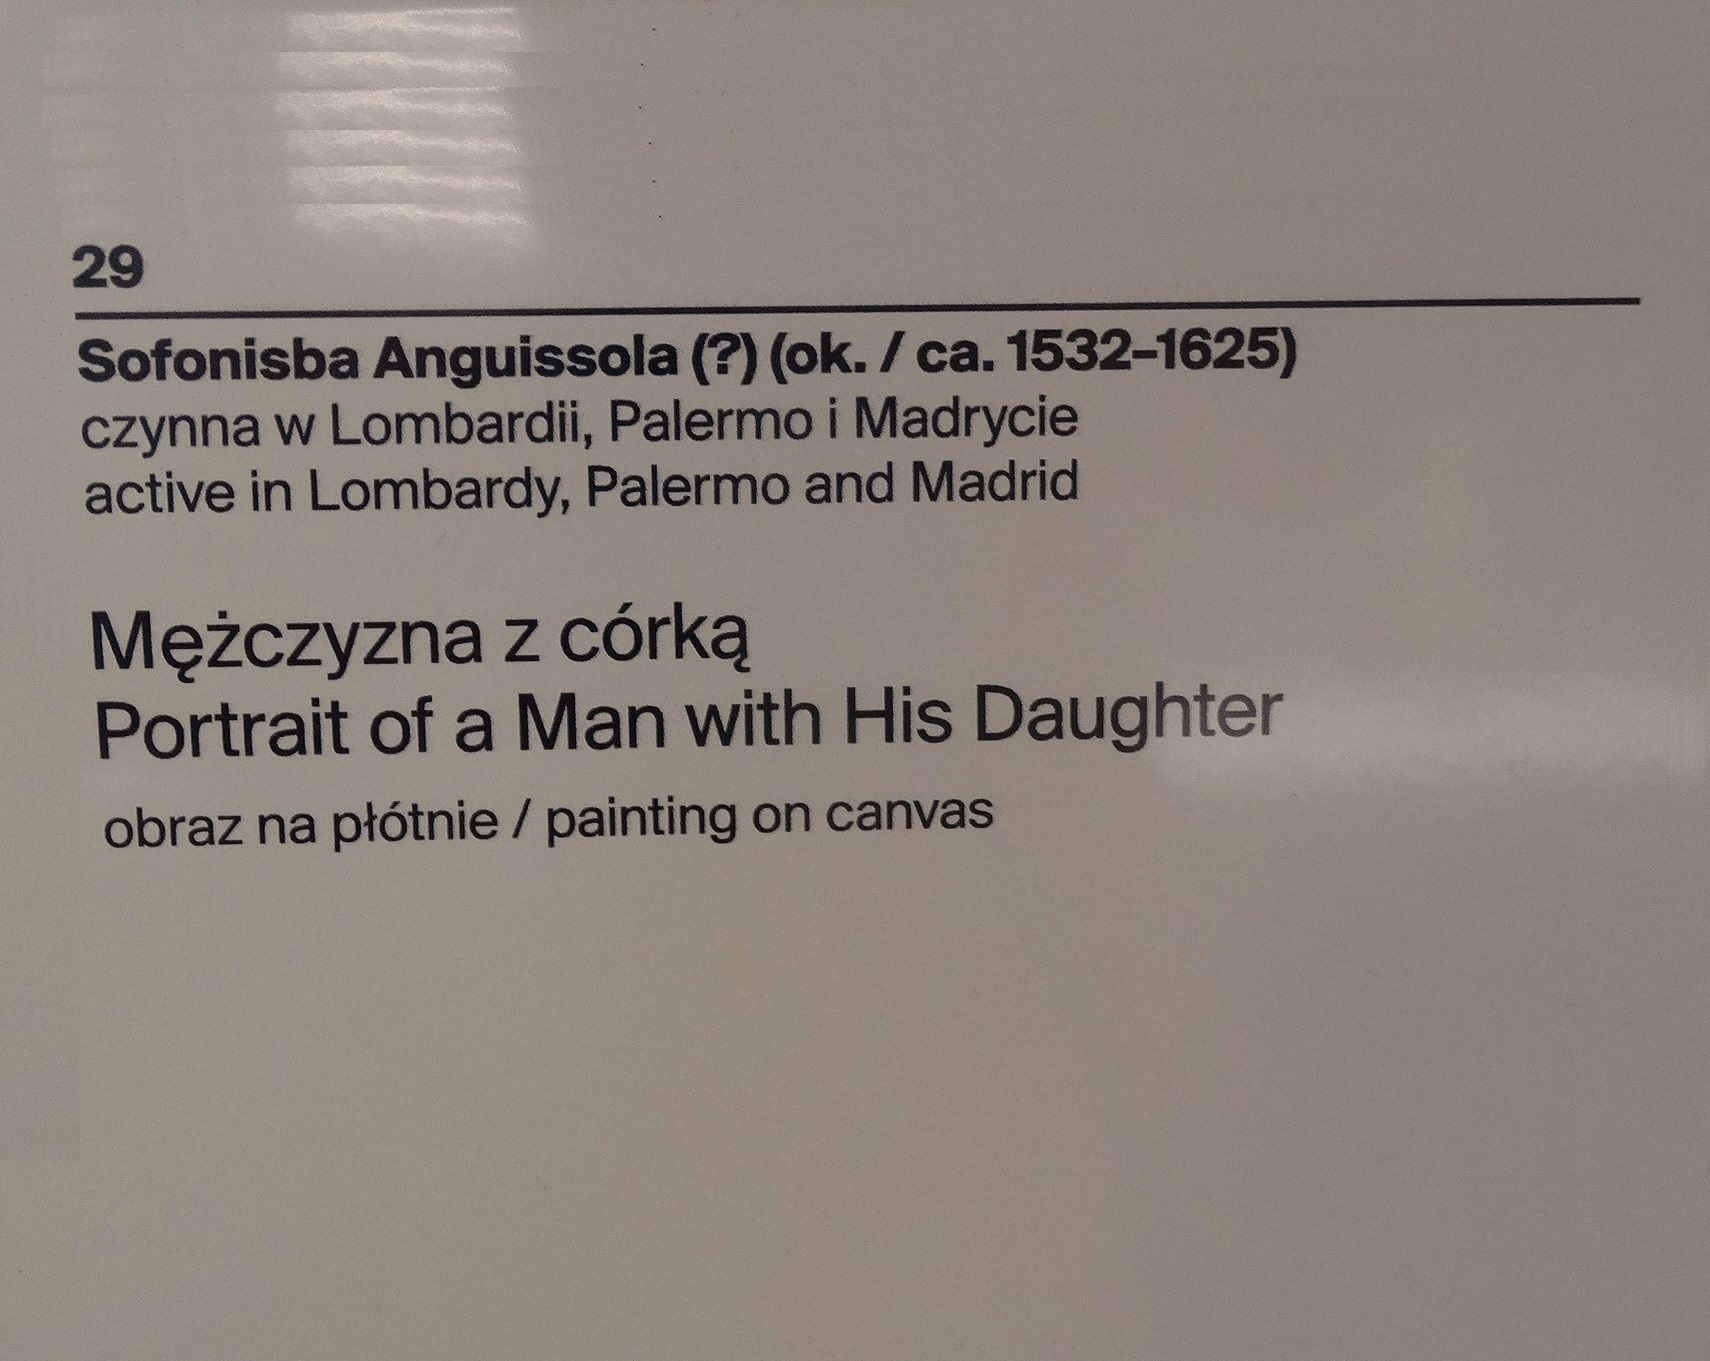 29
Sofonisba Anguissola (?) (ok. / ca. 1532–1625)
czynna w Lombardii, Palermo i Madrycie
active in Lombardy, Palermo and Madrid
Mężczyzna z córką
Portrait of a Man with His Daughter
obraz na płótnie / painting on canvas